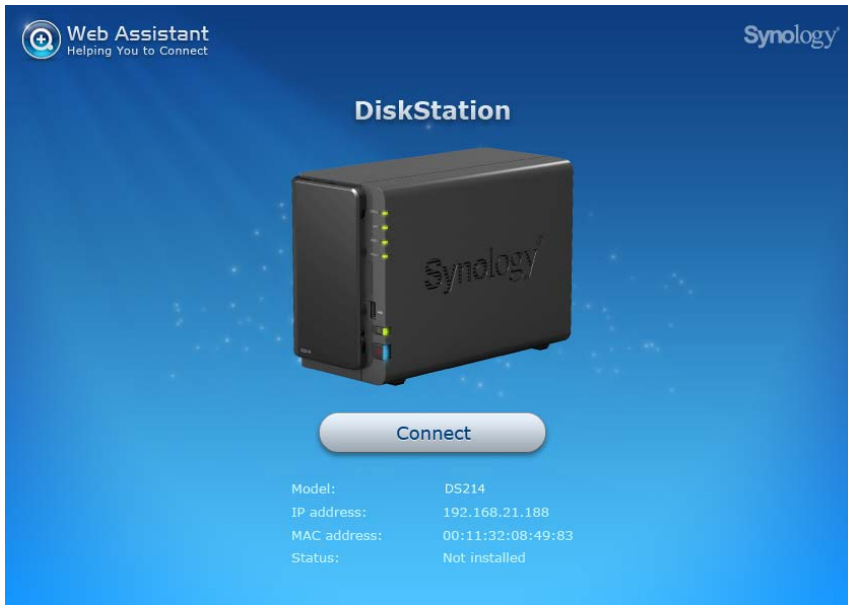 Web Assistant
Helping You to Connect
Synology
DiskStation
Synology
Connect
Model: DS214
IP address: 192.168.21.188
MAC address: 00:11:32:08:49:83
Status: Not installed